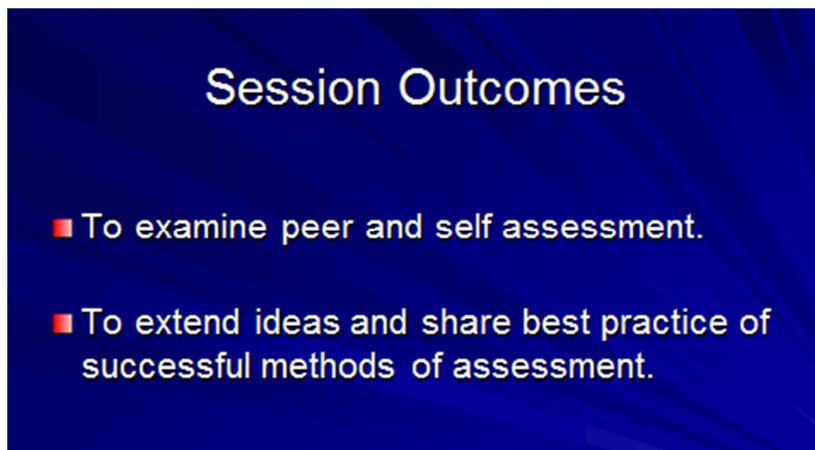 Session Outcomes
To examine peer and self assessment.
To extend ideas and share best practice of
successful methods of assessment.